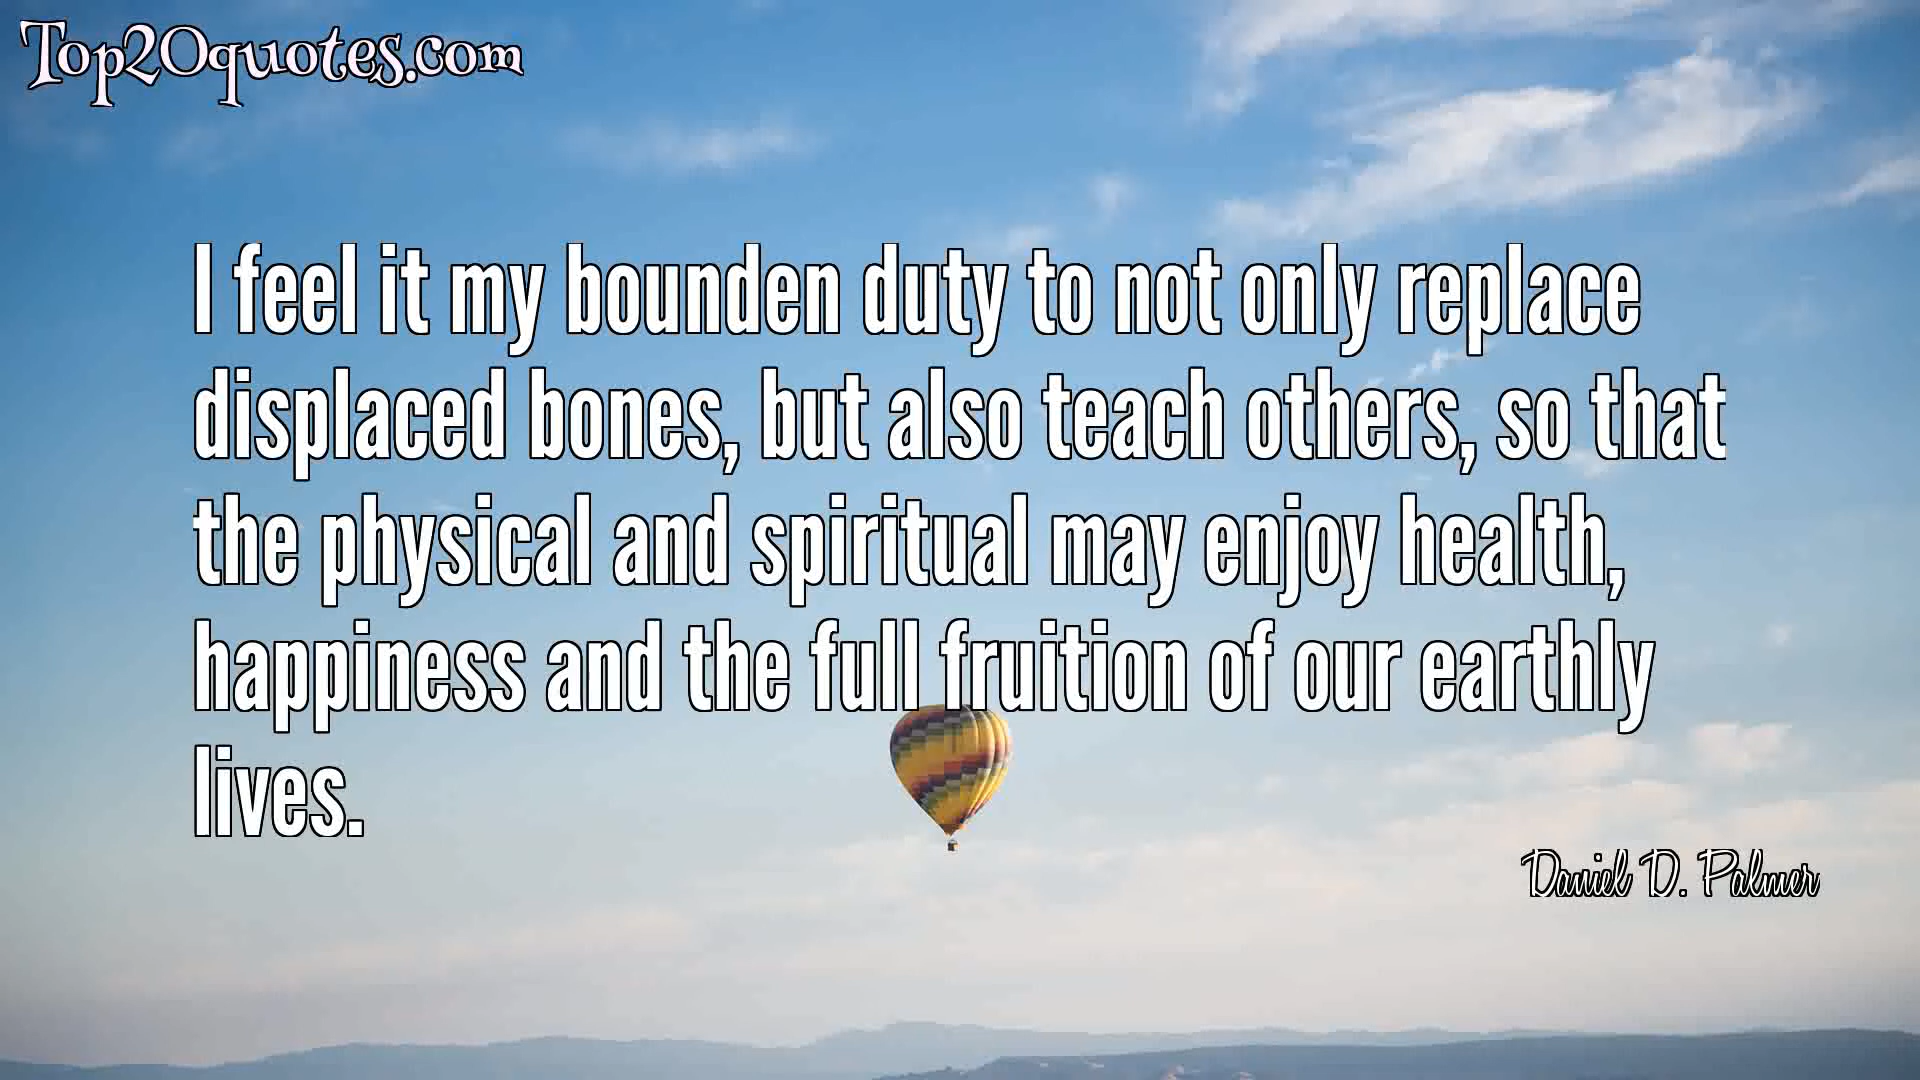 Top20quotes.com
I feel it my bounden duty to not only replace
displaced bones, but also teach others, so that
the physical and spiritual may enjoy health,
happiness and the full fruition of our earthly
lives.
Daniel D. Palmer